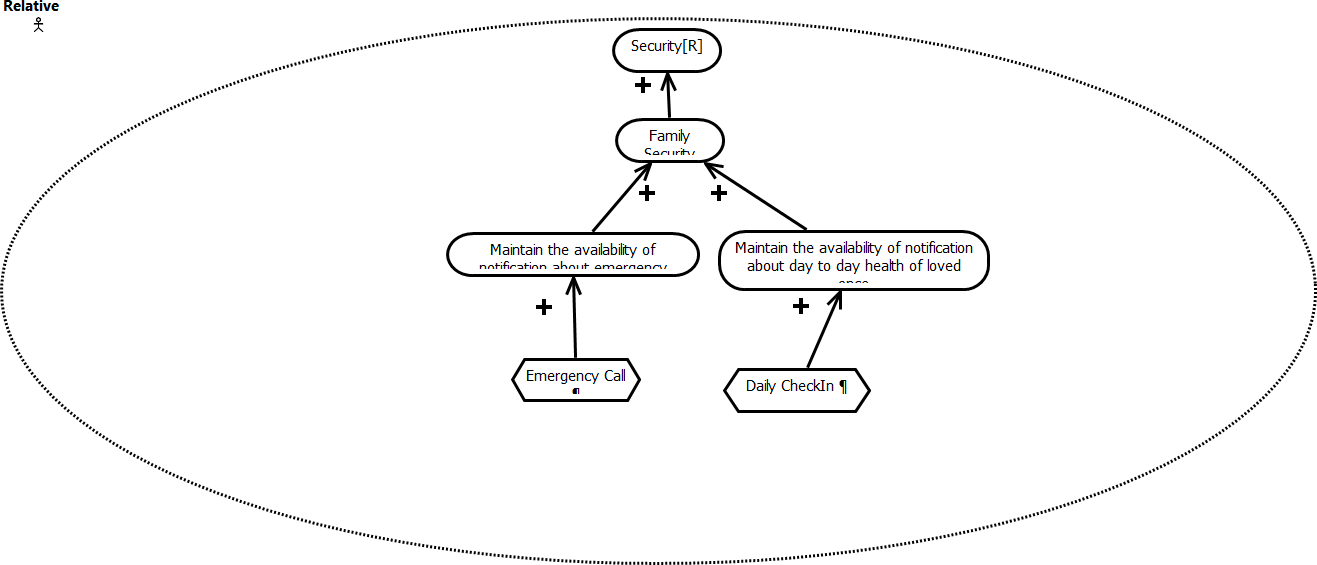 Relative
Security[R]
Family
Security
Maintain the availability of
notification about emergency
Maintain the availability of notification
about day to day health of loved
Emergency Call
¶
Daily CheckIn ¶